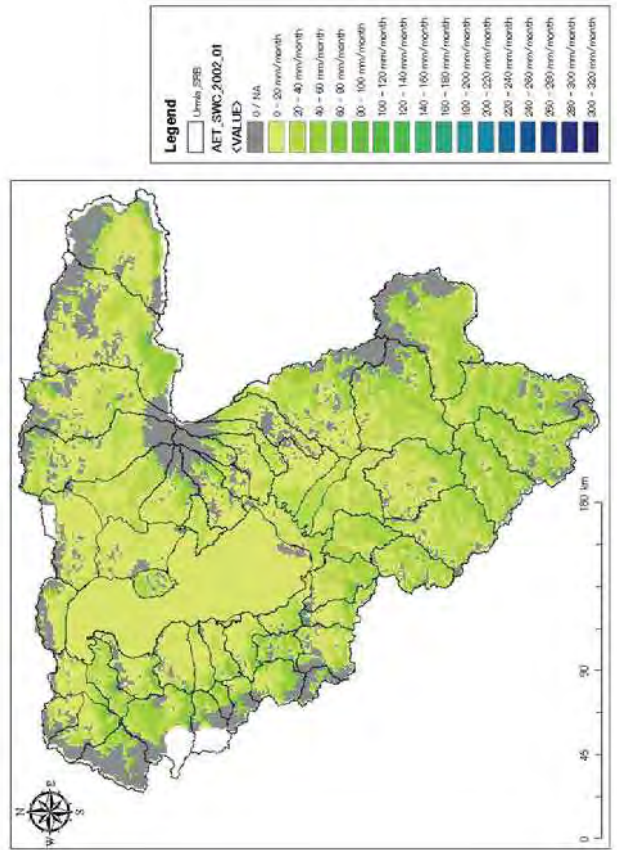 Legend
Urmia_SRB
AET_SWC_2002_01
<VALUE>
0 / NA
0 - 20 mm/month
20 - 40 mm/month
40 - 60 mm/month
60 - 80 mm/month
80 - 100 mm/month
100 - 120 mm/month
120 - 140 mm/month
140 - 160 mm/month
160 - 180 mm/month
180 - 200 mm/month
200 - 220 mm/month
220 - 240 mm/month
240 - 260 mm/month
260 - 280 mm/month
280 - 300 mm/month
300 - 320 mm/month
N
W E
S
0 45 90 180 km